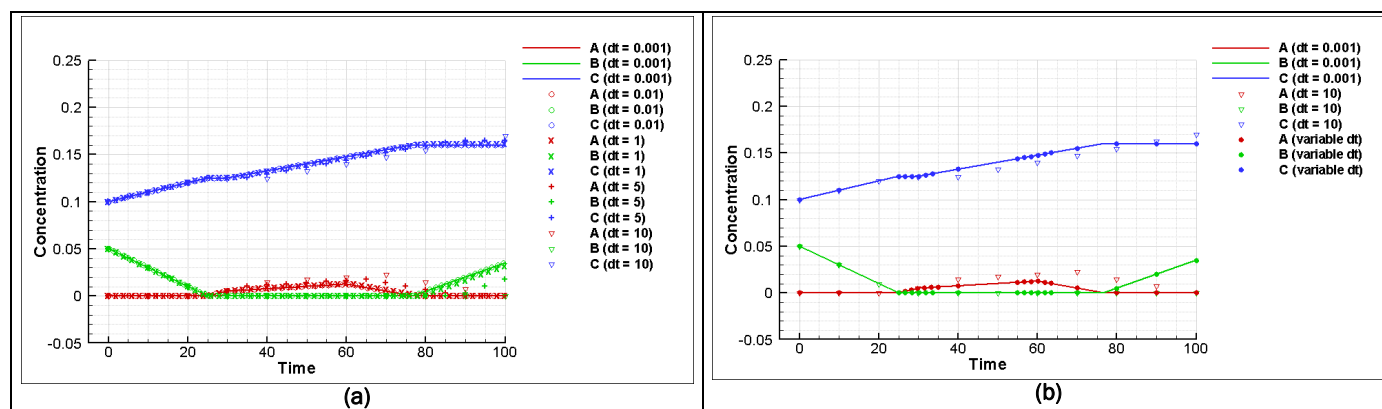 A (dt = 0.001)
B (dt = 0.001)
C (dt = 0.001)
A (dt = 0.01)
B (dt = 0.01)
C (dt = 0.01)
A (dt = 1)
B (dt = 1)
C (dt = 1)
A (dt = 5)
B (dt = 5)
C (dt = 5)
A (dt = 10)
B (dt = 10)
C (dt = 10)
0.25
0.2
0.15
0.1
0.05
0
-0.05
Concentration
0 20 40 60 80 100
Time
(a)
A (dt = 0.001)
B (dt = 0.001)
C (dt = 0.001)
A (dt = 10)
B (dt = 10)
C (dt = 10)
A (variable dt)
B (variable dt)
C (variable dt)
0.25
0.2
0.15
0.1
0.05
0
-0.05
Concentration
0 20 40 60 80 100
Time
(b)